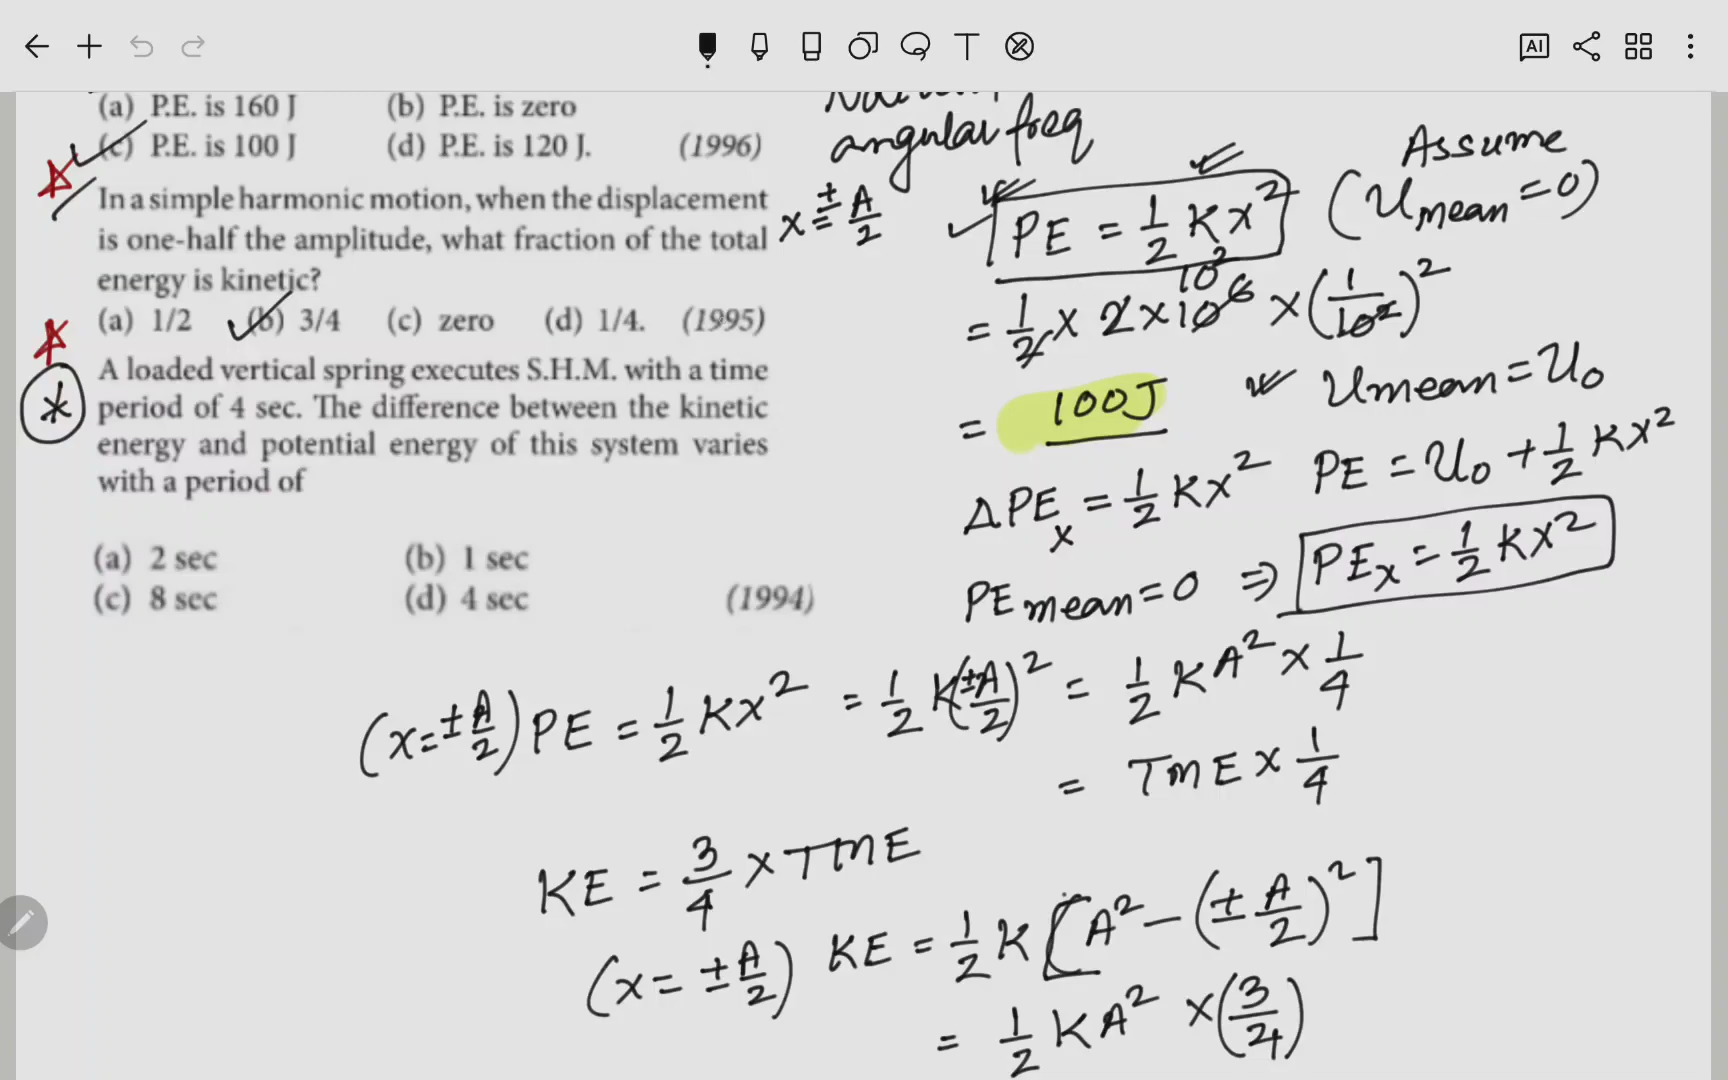 AI
(a) P.E. is 160 J (b) P.E. is zero
(c) P.E. is 100 J (d) P.E. is 120 J. (1996)
In a simple harmonic motion, when the displacement
is one-half the amplitude, what fraction of the total
energy is kinetic?
(a) 1/2 (b) 3/4 (c) zero (d) 1/4. (1995)
A loaded vertical spring executes S.H.M. with a time
period of 4 sec. The difference between the kinetic
energy and potential energy of this system varies
with a period of
(a) 2 sec (b) 1 sec
(c) 8 sec (d) 4 sec (1994)
angular freq
x = ± A/2
Assume
PE = 1/2 Kx² (Umean = 0)
= 1/2 × 2 × 10⁶ × (1/10²)²
10²
= 100J
Umean = U₀
PE = U₀ + 1/2 Kx²
ΔPEx = 1/2 Kx²
PE mean = 0 ⇒ PEx = 1/2 Kx²
(x = ± A/2) PE = 1/2 Kx² = 1/2 K(± A/2)² = 1/2 KA² × 1/4
= TME × 1/4
KE = 3/4 × TME
(x = ± A/2) KE = 1/2 K [A² − (± A/2)²]
= 1/2 KA² × (3/4)